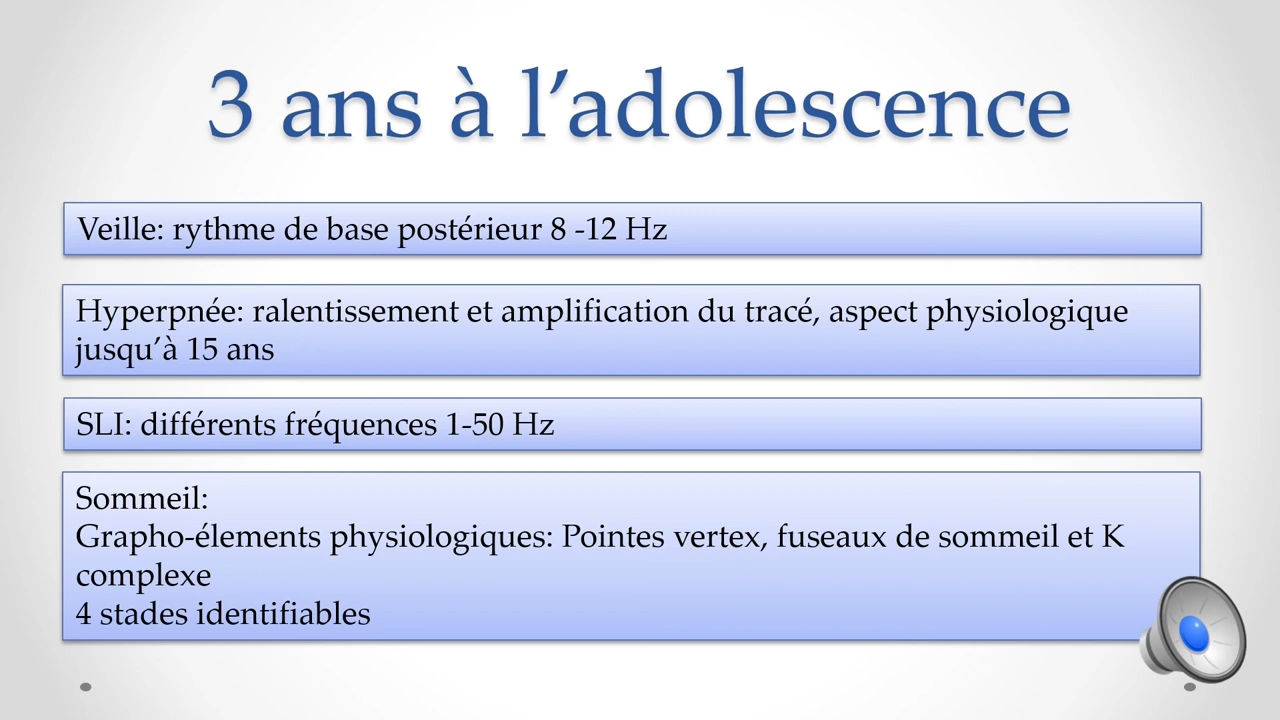 3 ans à l’adolescence
Veille: rythme de base postérieur 8 -12 Hz
Hyperpnée: ralentissement et amplification du tracé, aspect physiologique
jusqu’à 15 ans
SLI: différents fréquences 1-50 Hz
Sommeil:
Grapho-élements physiologiques: Pointes vertex, fuseaux de sommeil et K
complexe
4 stades identifiables